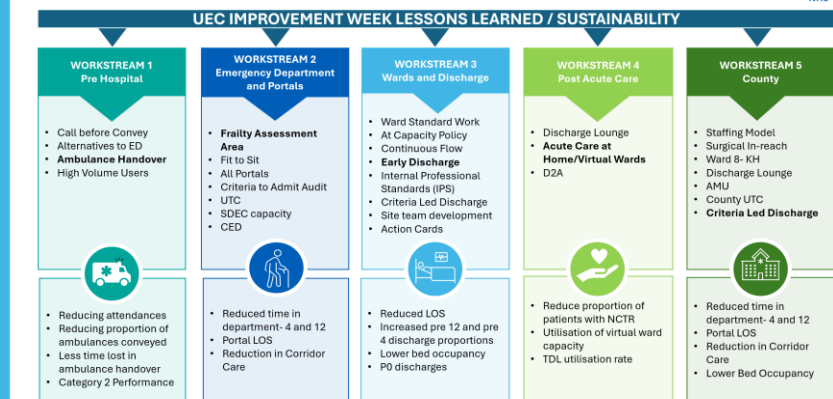 UEC IMPROVEMENT WEEK LESSONS LEARNED / SUSTAINABILITY
WORKSTREAM 1
Pre Hospital
• Call before Convey
• Alternatives to ED
• Ambulance Handover
• High Volume Users
• Reducing attendances
• Reducing proportion of
ambulances conveyed
• Less time lost in
ambulance handover
• Category 2 Performance
WORKSTREAM 2
Emergency Department
and Portals
• Frailty Assessment
Area
• Fit to Sit
• All Portals
• Criteria to Admit Audit
• UTC
• SDEC capacity
• CED
• Reduced time in
department- 4 and 12
• Portal LOS
• Reduction in Corridor
Care
WORKSTREAM 3
Wards and Discharge
• Ward Standard Work
• At Capacity Policy
• Continuous Flow
• Early Discharge
• Internal Professional
Standards (IPS)
• Criteria Led Discharge
• Site team development
• Action Cards
• Reduced LOS
• Increased pre 12 and pre
4 discharge proportions
• Lower bed occupancy
• P0 discharges
WORKSTREAM 4
Post Acute Care
• Discharge Lounge
• Acute Care at
Home/Virtual Wards
• D2A
• Reduce proportion of
patients with NCTR
• Utilisation of virtual ward
capacity
• TDL utilisation rate
WORKSTREAM 5
County
• Staffing Model
• Surgical In-reach
• Ward 8- KH
• Discharge Lounge
• AMU
• County UTC
• Criteria Led Discharge
• Reduced time in
department- 4 and 12
• Portal LOS
• Reduction in Corridor
Care
• Lower Bed Occupancy